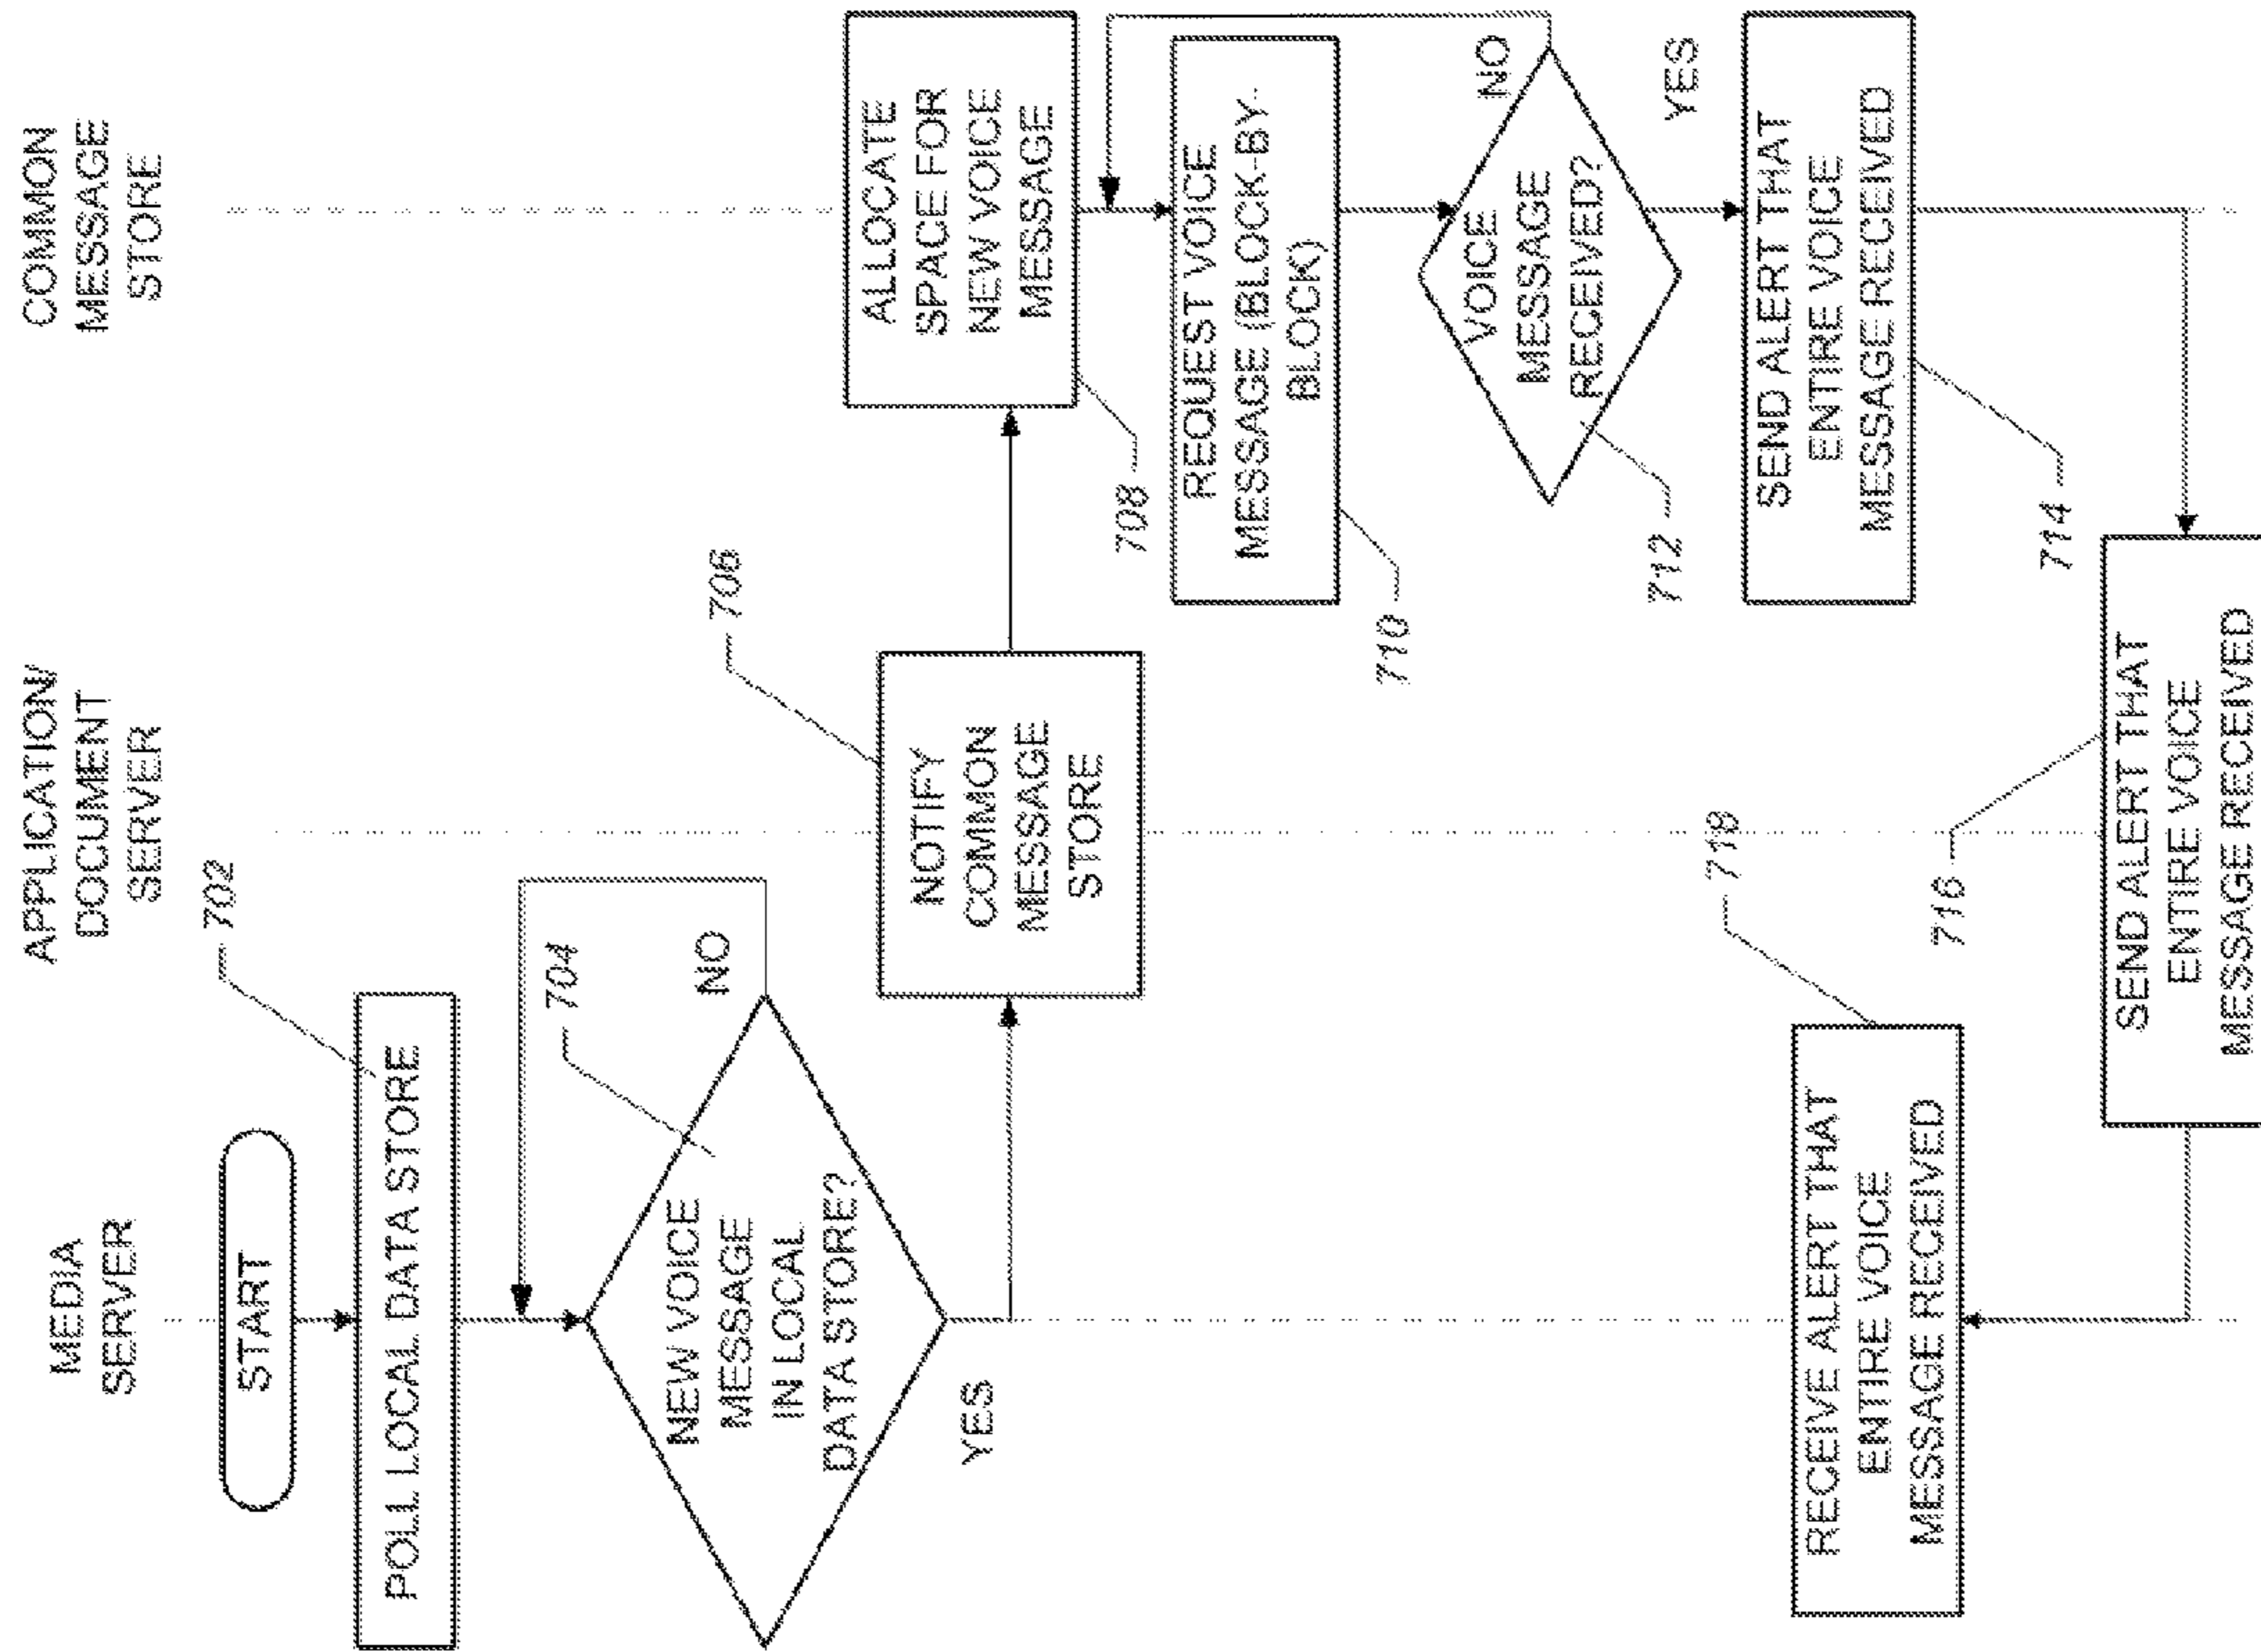 MEDIA
SERVER
APPLICATION/
DOCUMENT
SERVER
COMMON
MESSAGE
STORE
START
702
POLL LOCAL DATA STORE
704
NEW VOICE
MESSAGE
IN LOCAL
DATA STORE?
NO
YES
706
NOTIFY
COMMON
MESSAGE
STORE
ALLOCATE
SPACE FOR
NEW VOICE
MESSAGE
708
REQUEST VOICE
MESSAGE (BLOCK-BY-
BLOCK)
710
VOICE
MESSAGE
RECEIVED?
NO
712
YES
SEND ALERT THAT
ENTIRE VOICE
MESSAGE RECEIVED
714
716
SEND ALERT THAT
ENTIRE VOICE
MESSAGE RECEIVED
718
RECEIVE ALERT THAT
ENTIRE VOICE
MESSAGE RECEIVED